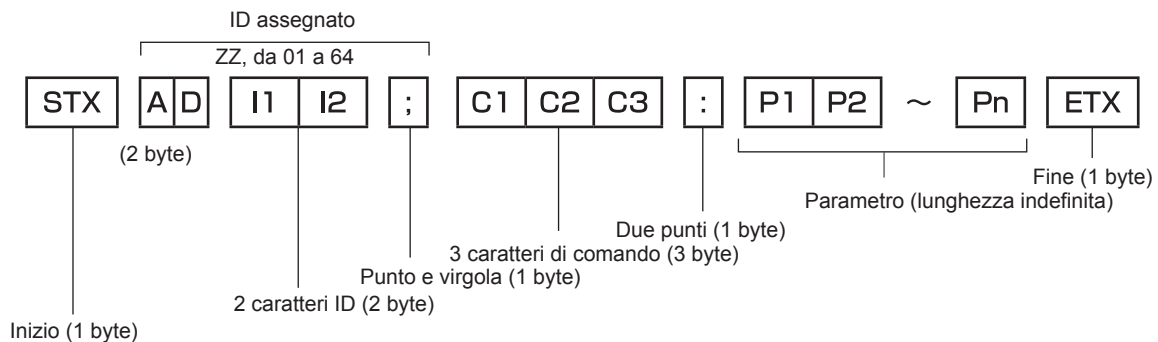 ID assegnato
ZZ, da 01 a 64
STX A D I1 I2 ; C1 C2 C3 : P1 P2 ～ Pn ETX
(2 byte)
Fine (1 byte)
Parametro (lunghezza indefinita)
Due punti (1 byte)
3 caratteri di comando (3 byte)
Punto e virgola (1 byte)
2 caratteri ID (2 byte)
Inizio (1 byte)